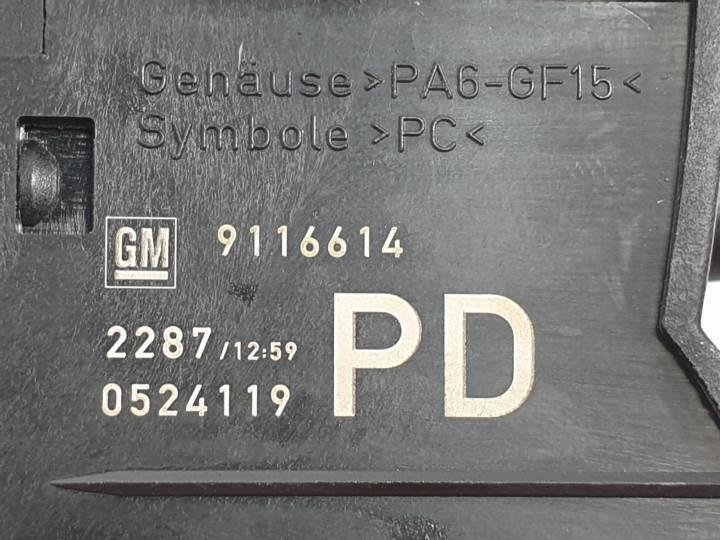 Gehäuse >PA6-GF15<
Symbole >PC<
GM 9116614
2287/12:59
0524119
PD